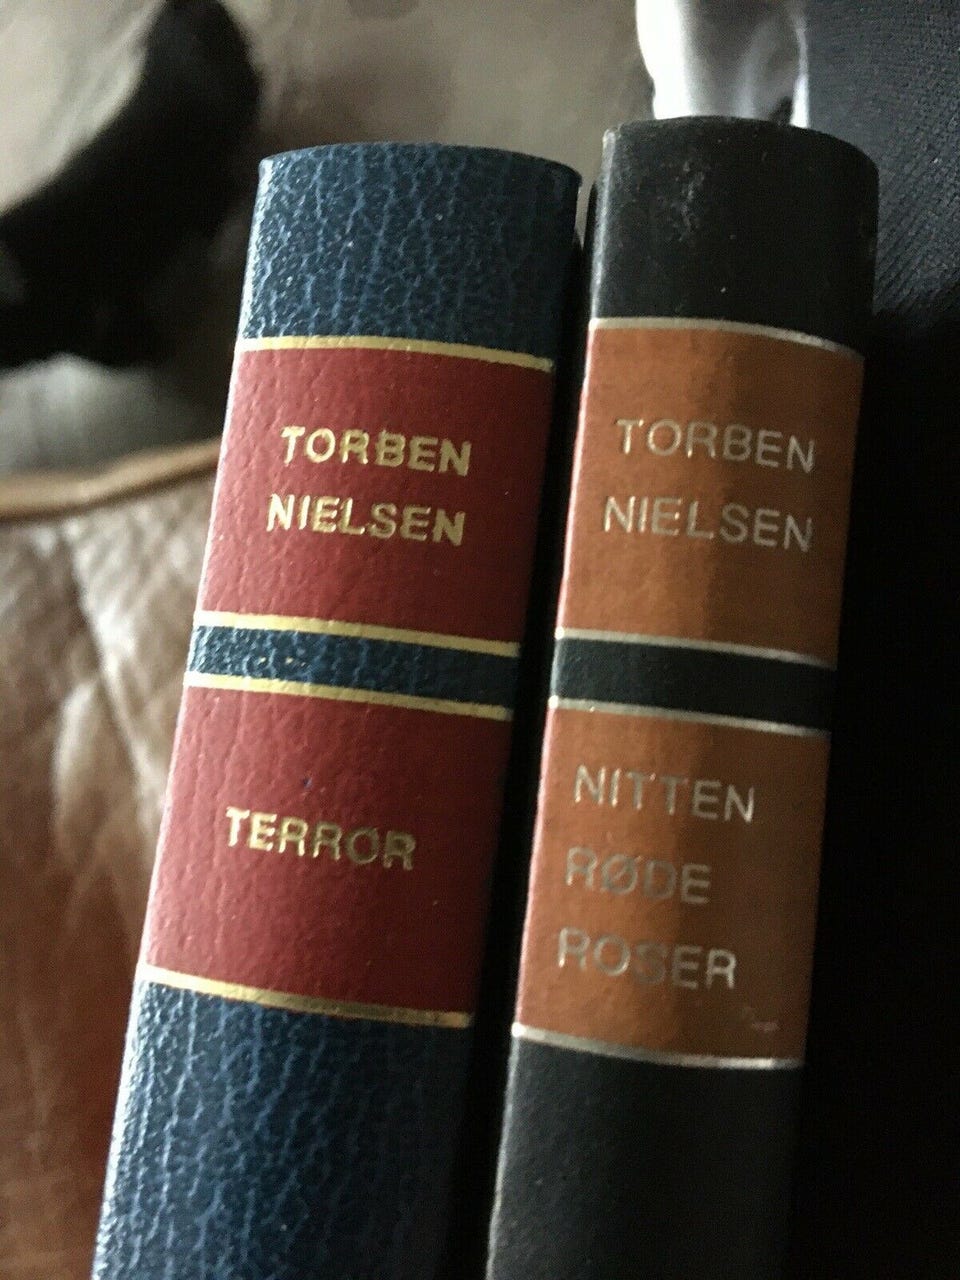 TORBEN
NIELSEN
TERROR
TORBEN
NIELSEN
NITTEN
RØDE
ROSER